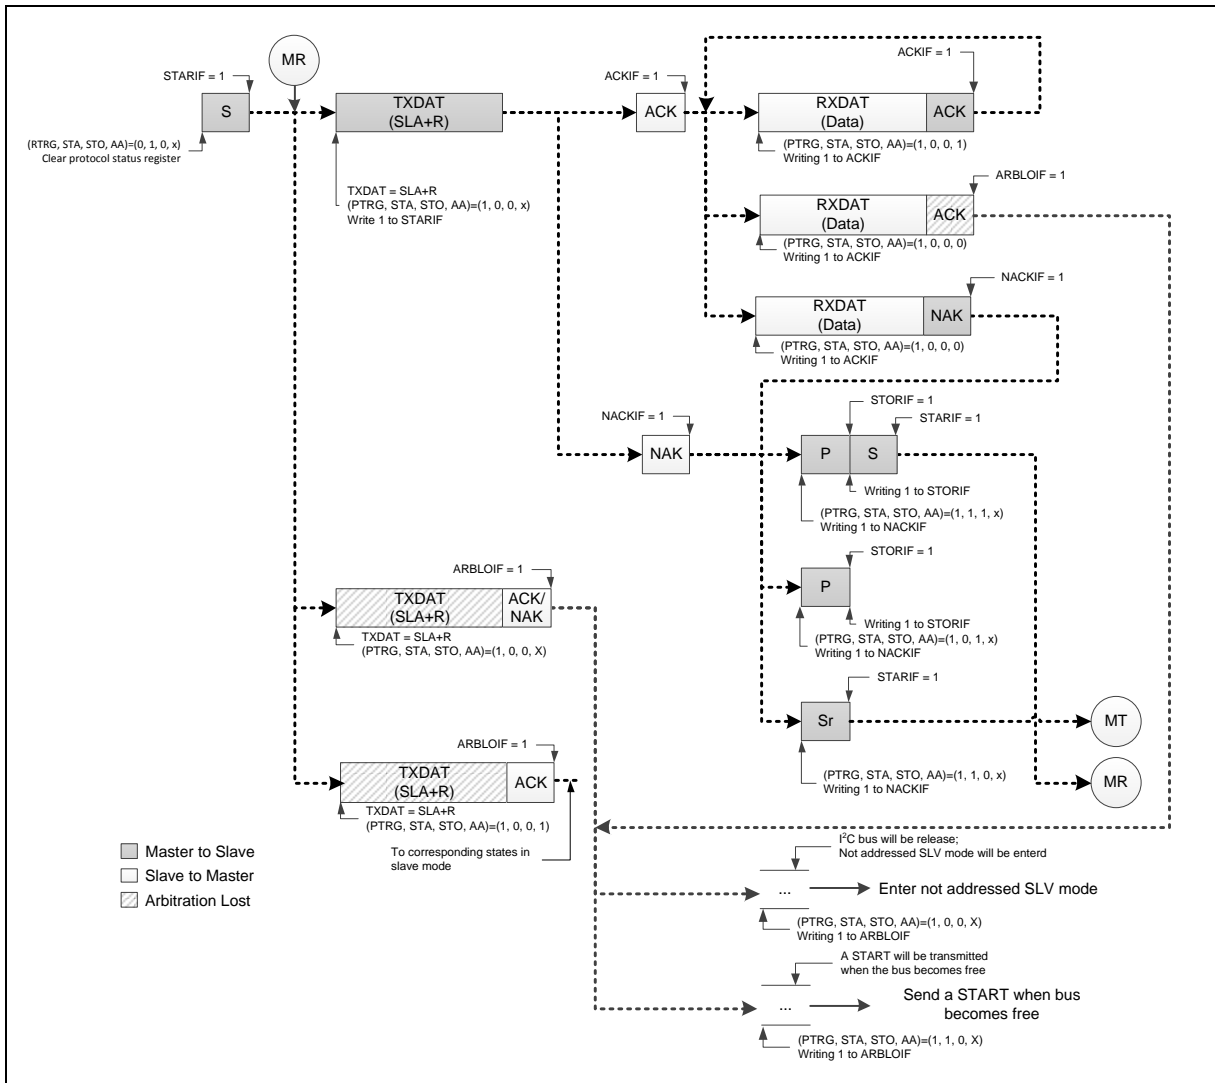 MR
STARIF = 1
S
(RTRG, STA, STO, AA)=(0, 1, 0, x)
Clear protocol status register
TXDAT
(SLA+R)
TXDAT = SLA+R
(PTRG, STA, STO, AA)=(1, 0, 0, x)
Write 1 to STARIF
ACKIF = 1
ACK
ACKIF = 1
RXDAT
(Data)
ACK
(PTRG, STA, STO, AA)=(1, 0, 0, 1)
Writing 1 to ACKIF
ARBLOIF = 1
RXDAT
(Data)
ACK
(PTRG, STA, STO, AA)=(1, 0, 0, 0)
Writing 1 to ACKIF
NACKIF = 1
RXDAT
(Data)
NAK
(PTRG, STA, STO, AA)=(1, 0, 0, 0)
Writing 1 to ACKIF
NACKIF = 1
NAK
STORIF = 1
STARIF = 1
P
S
Writing 1 to STORIF
(PTRG, STA, STO, AA)=(1, 1, 1, x)
Writing 1 to NACKIF
STORIF = 1
P
Writing 1 to STORIF
(PTRG, STA, STO, AA)=(1, 0, 1, x)
Writing 1 to NACKIF
STARIF = 1
Sr
(PTRG, STA, STO, AA)=(1, 1, 0, x)
Writing 1 to NACKIF
MT
MR
ARBLOIF = 1
TXDAT
(SLA+R)
ACK/
NAK
TXDAT = SLA+R
(PTRG, STA, STO, AA)=(1, 0, 0, X)
ARBLOIF = 1
TXDAT
(SLA+R)
ACK
TXDAT = SLA+R
(PTRG, STA, STO, AA)=(1, 0, 0, 1)
To corresponding states in
slave mode
Master to Slave
Slave to Master
Arbitration Lost
I²C bus will be release;
Not addressed SLV mode will be enterd
...
Enter not addressed SLV mode
(PTRG, STA, STO, AA)=(1, 0, 0, X)
Writing 1 to ARBLOIF
A START will be transmitted
when the bus becomes free
...
Send a START when bus
becomes free
(PTRG, STA, STO, AA)=(1, 1, 0, X)
Writing 1 to ARBLOIF